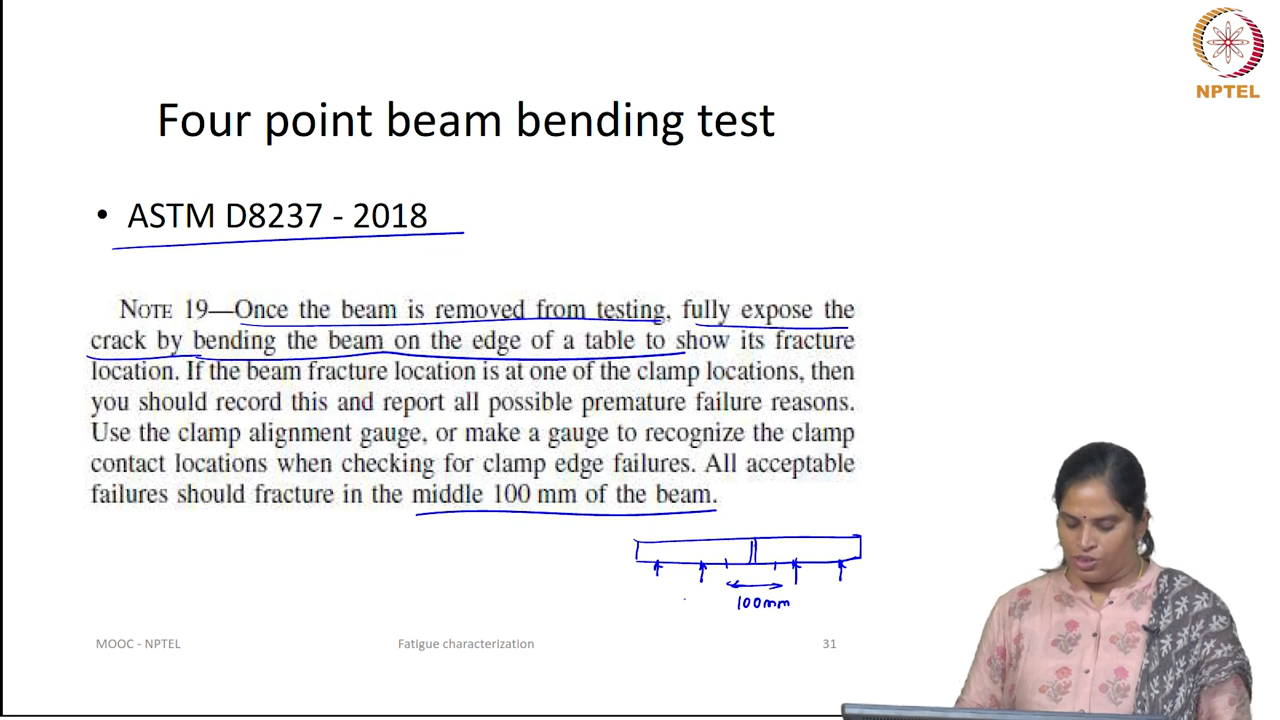 NPTEL
Four point beam bending test
• ASTM D8237 - 2018
NOTE 19—Once the beam is removed from testing, fully expose the
crack by bending the beam on the edge of a table to show its fracture
location. If the beam fracture location is at one of the clamp locations, then
you should record this and report all possible premature failure reasons.
Use the clamp alignment gauge, or make a gauge to recognize the clamp
contact locations when checking for clamp edge failures. All acceptable
failures should fracture in the middle 100 mm of the beam.
100mm
MOOC - NPTEL
Fatigue characterization
31